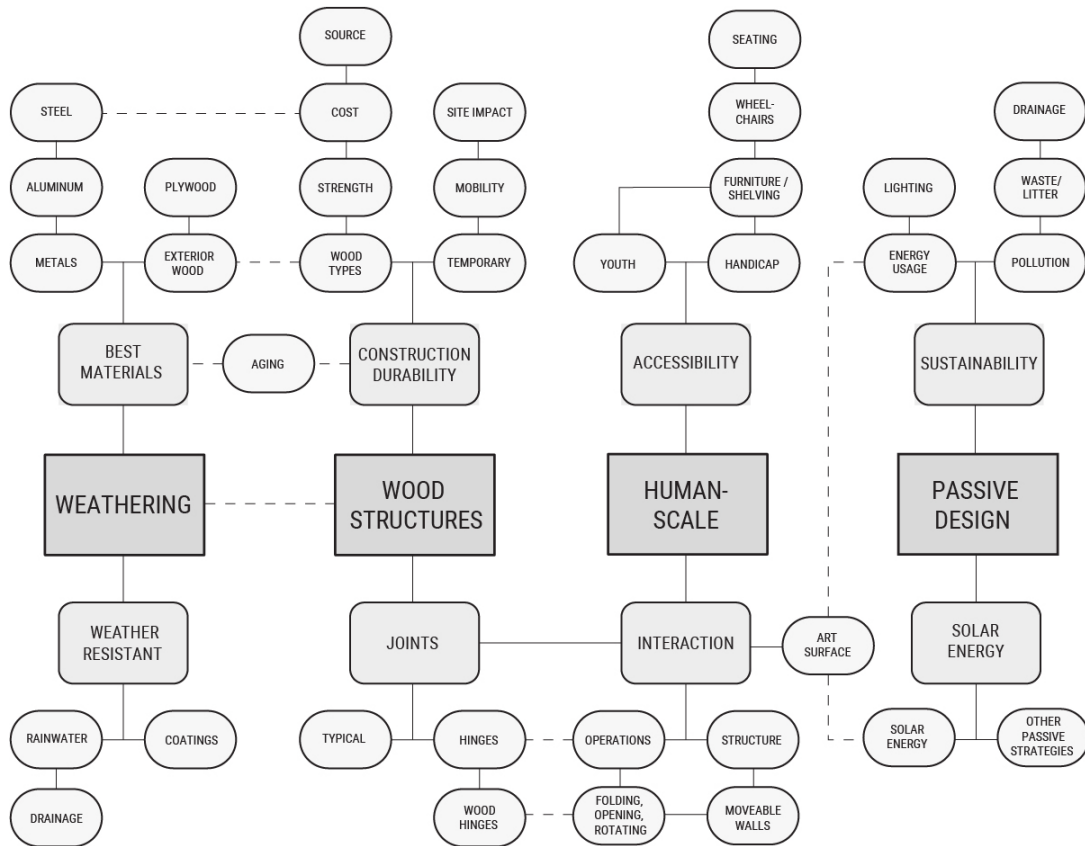 SOURCE
SEATING
STEEL
COST
SITE IMPACT
WHEEL-
CHAIRS
DRAINAGE
ALUMINUM
PLYWOOD
STRENGTH
MOBILITY
FURNITURE /
SHELVING
LIGHTING
WASTE/
LITTER
METALS
EXTERIOR
WOOD
WOOD
TYPES
TEMPORARY
YOUTH
HANDICAP
ENERGY
USAGE
POLLUTION
BEST
MATERIALS
AGING
CONSTRUCTION
DURABILITY
ACCESSIBILITY
SUSTAINABILITY
WEATHERING
WOOD
STRUCTURES
HUMAN-
SCALE
PASSIVE
DESIGN
WEATHER
RESISTANT
JOINTS
INTERACTION
ART
SURFACE
SOLAR
ENERGY
RAINWATER
COATINGS
TYPICAL
HINGES
OPERATIONS
STRUCTURE
SOLAR
ENERGY
OTHER
PASSIVE
STRATEGIES
DRAINAGE
WOOD
HINGES
FOLDING,
OPENING,
ROTATING
MOVEABLE
WALLS